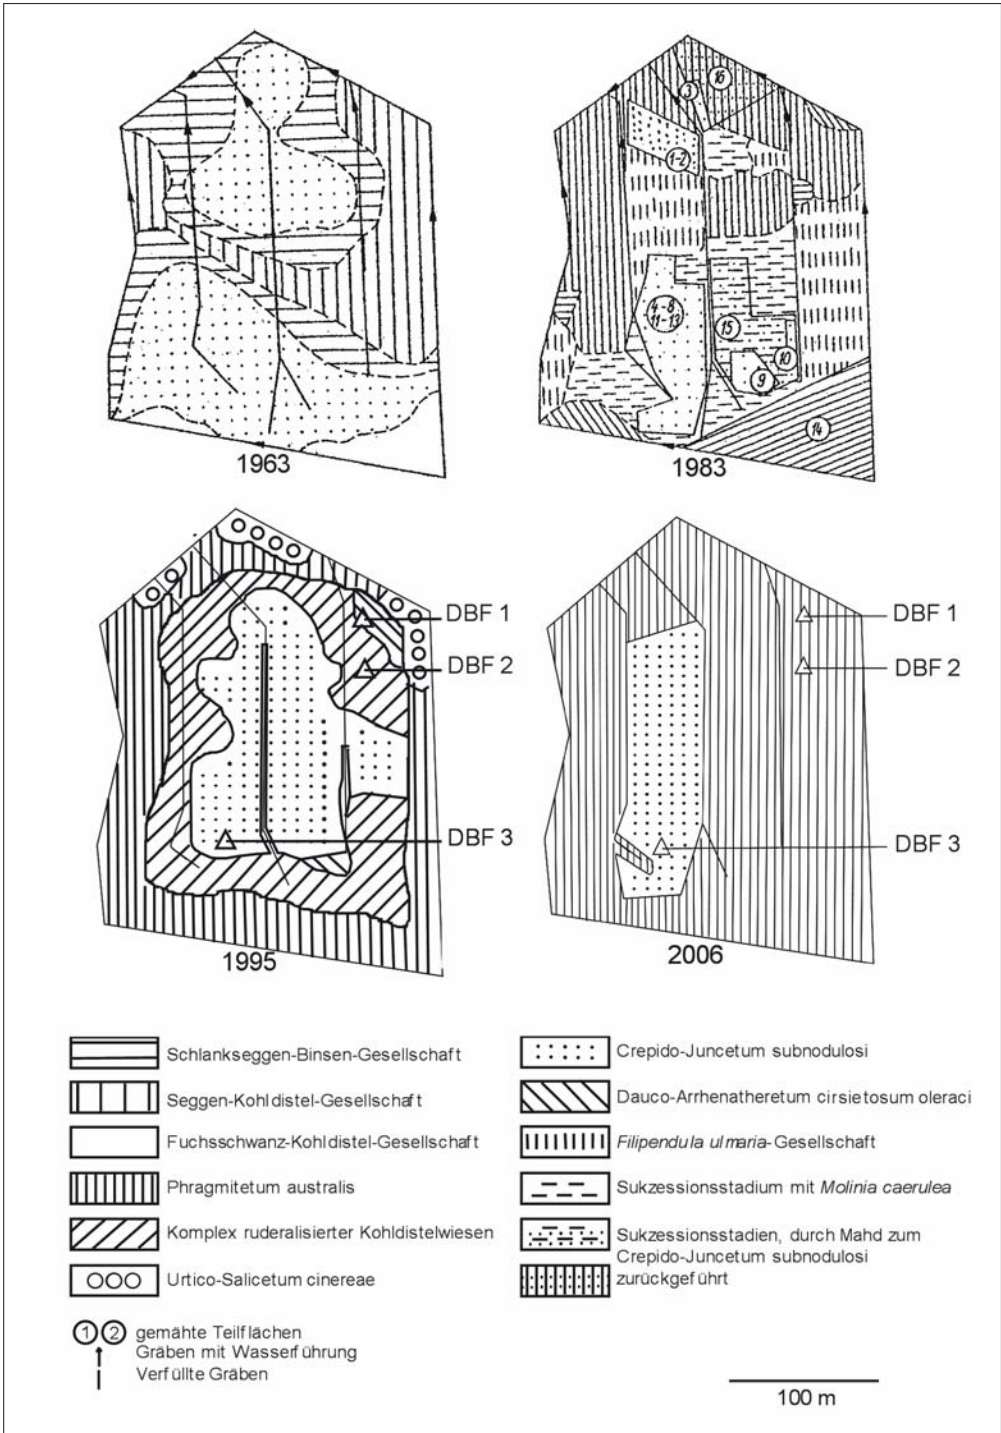 16
3
1-2
4-8
11-13
15
10
9
14
1963
1983
DBF 1
DBF 2
DBF 3
1995
DBF 1
DBF 2
DBF 3
2006
Schlankseggen-Binsen-Gesellschaft
Seggen-Kohldistel-Gesellschaft
Fuchsschwanz-Kohldistel-Gesellschaft
Phragmitetum australis
Komplex ruderalisierter Kohldistelwiesen
Urtico-Salicetum cinereae
1 2 gemähte Teilflächen
Gräben mit Wasserführung
Verfüllte Gräben
Crepido-Juncetum subnodulosi
Dauco-Arrhenatheretum cirsietosum oleraci
Filipendula ulmaria-Gesellschaft
Sukzessionsstadium mit Molinia caerulea
Sukzessionsstadien, durch Mahd zum
Crepido-Juncetum subnodulosi
zurückgeführt
100 m